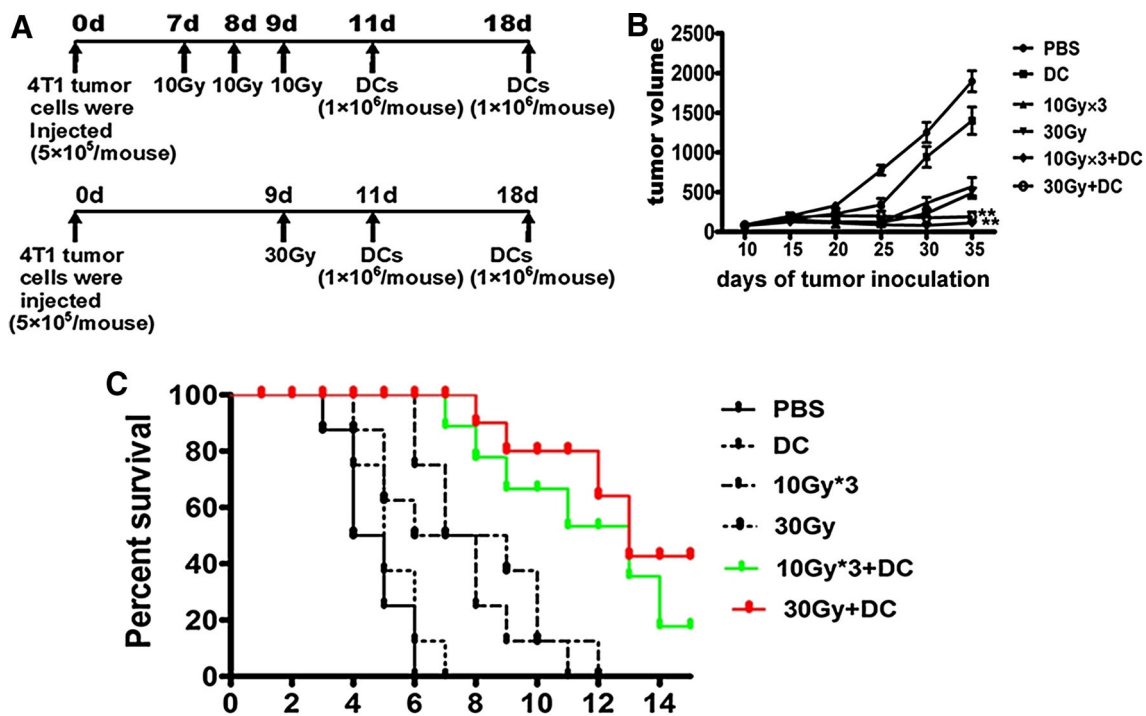 A
0d 7d 8d 9d 11d 18d
4T1 tumor cells were Injected (5×10⁵/mouse)
10Gy 10Gy 10Gy
DCs (1×10⁶/mouse)
DCs (1×10⁶/mouse)
0d 9d 11d 18d
4T1 tumor cells were injected (5×10⁵/mouse)
30Gy
DCs (1×10⁶/mouse)
DCs (1×10⁶/mouse)
B
tumor volume
2500
2000
1500
1000
500
0
10 15 20 25 30 35
days of tumor inoculation
**
**
PBS
DC
10Gy×3
30Gy
10Gy×3+DC
30Gy+DC
C
Percent survival
100
80
60
40
20
0
0 2 4 6 8 10 12 14
PBS
DC
10Gy*3
30Gy
10Gy*3+DC
30Gy+DC